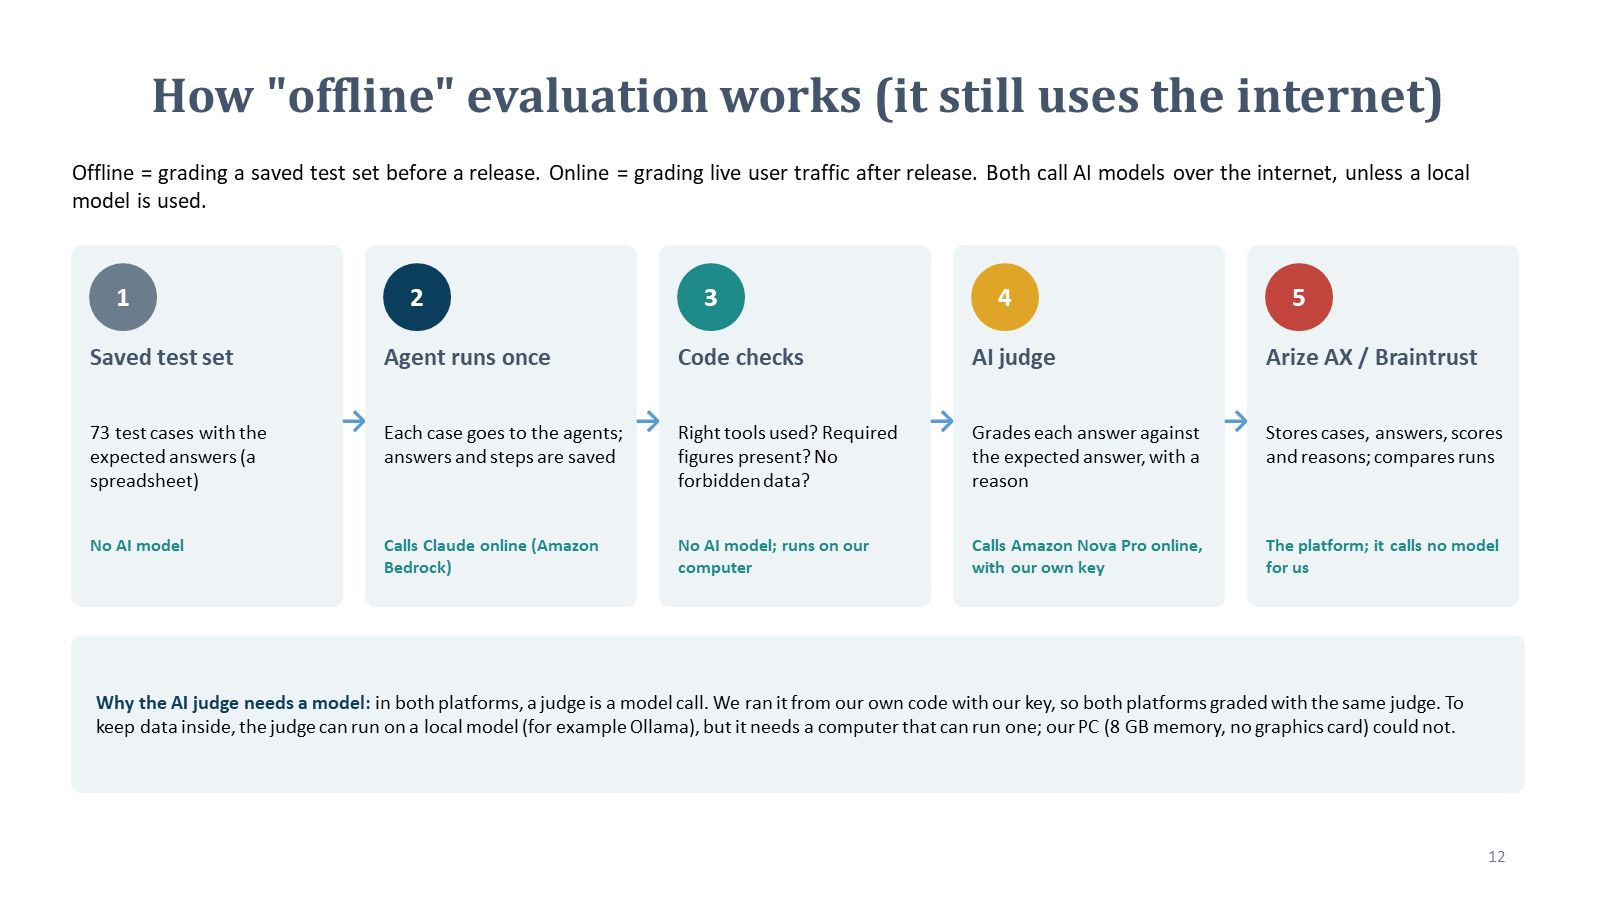 How "offline" evaluation works (it still uses the internet)
Offline = grading a saved test set before a release. Online = grading live user traffic after release. Both call AI models over the internet, unless a local
model is used.
1
Saved test set
73 test cases with the
expected answers (a
spreadsheet)
No AI model
→
2
Agent runs once
Each case goes to the agents;
answers and steps are saved
Calls Claude online (Amazon
Bedrock)
→
3
Code checks
Right tools used? Required
figures present? No
forbidden data?
No AI model; runs on our
computer
→
4
AI judge
Grades each answer against
the expected answer, with a
reason
Calls Amazon Nova Pro online,
with our own key
→
5
Arize AX / Braintrust
Stores cases, answers, scores
and reasons; compares runs
The platform; it calls no model
for us
Why the AI judge needs a model: in both platforms, a judge is a model call. We ran it from our own code with our key, so both platforms graded with the same judge. To
keep data inside, the judge can run on a local model (for example Ollama), but it needs a computer that can run one; our PC (8 GB memory, no graphics card) could not.
12